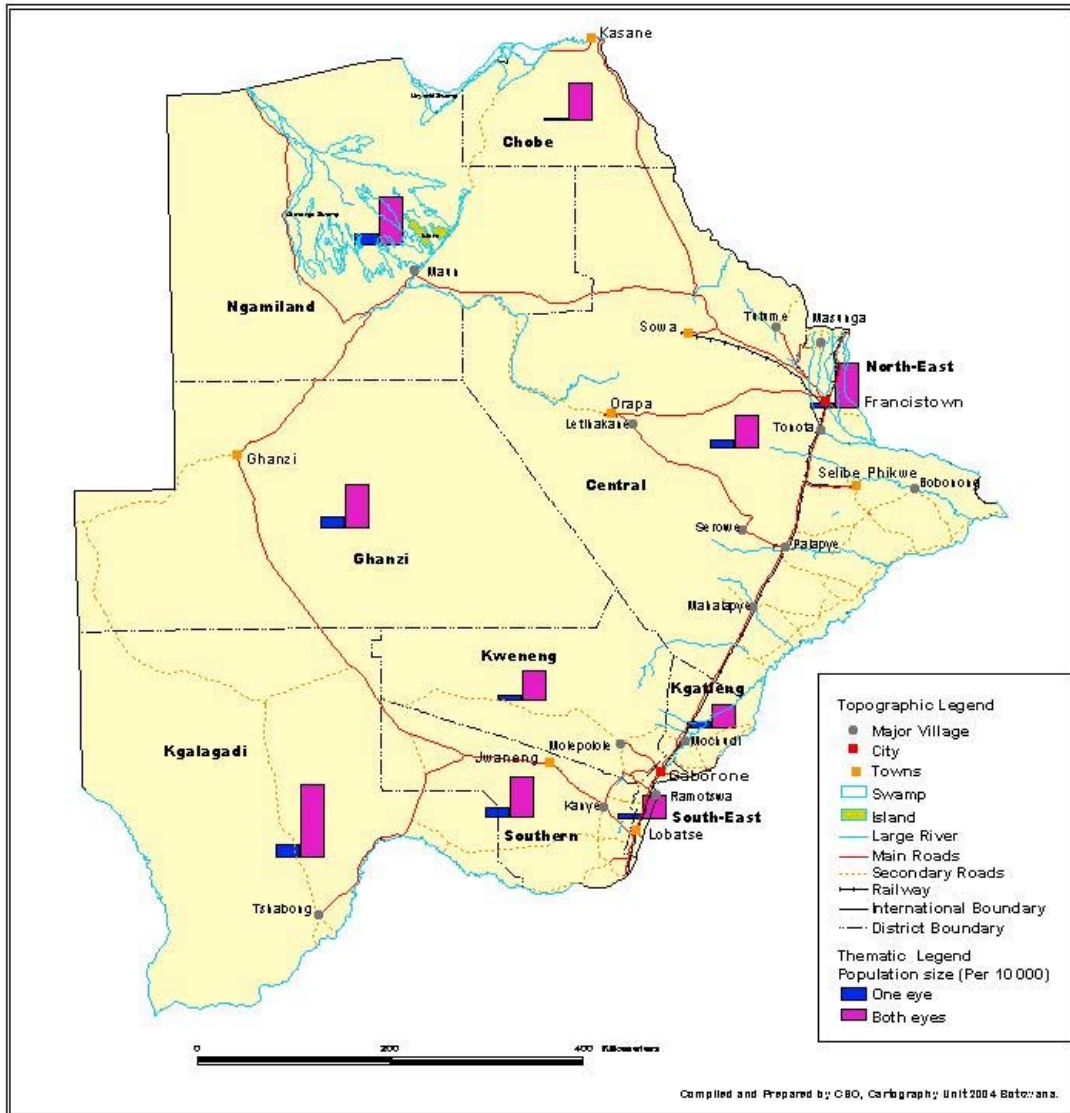 Kasane
Chobe
Maun
Ngamiland
Sowa
Tutume
Masunga
North-East
Francistown
Orapa
Letlhakane
Tonota
Ghanzi
Selibe Phikwe
Bobonong
Central
Serowe
Palapye
Ghanzi
Mahalapye
Kweneng
Kgatleng
Kgalagadi
Molepolole
Mochudi
Jwaneng
Gaborone
Kanye
Ramotswa
Southern
South-East
Lobatse
Tshabong
Topographic Legend
Major Village
City
Towns
Swamp
Island
Large River
Main Roads
Secondary Roads
Railway
International Boundary
District Boundary
Thematic Legend
Population size (Per 10 000)
One eye
Both eyes
0 200 400 Kilometers
Compiled and Prepared by CSO, Cartography Unit 2004 Botswana.